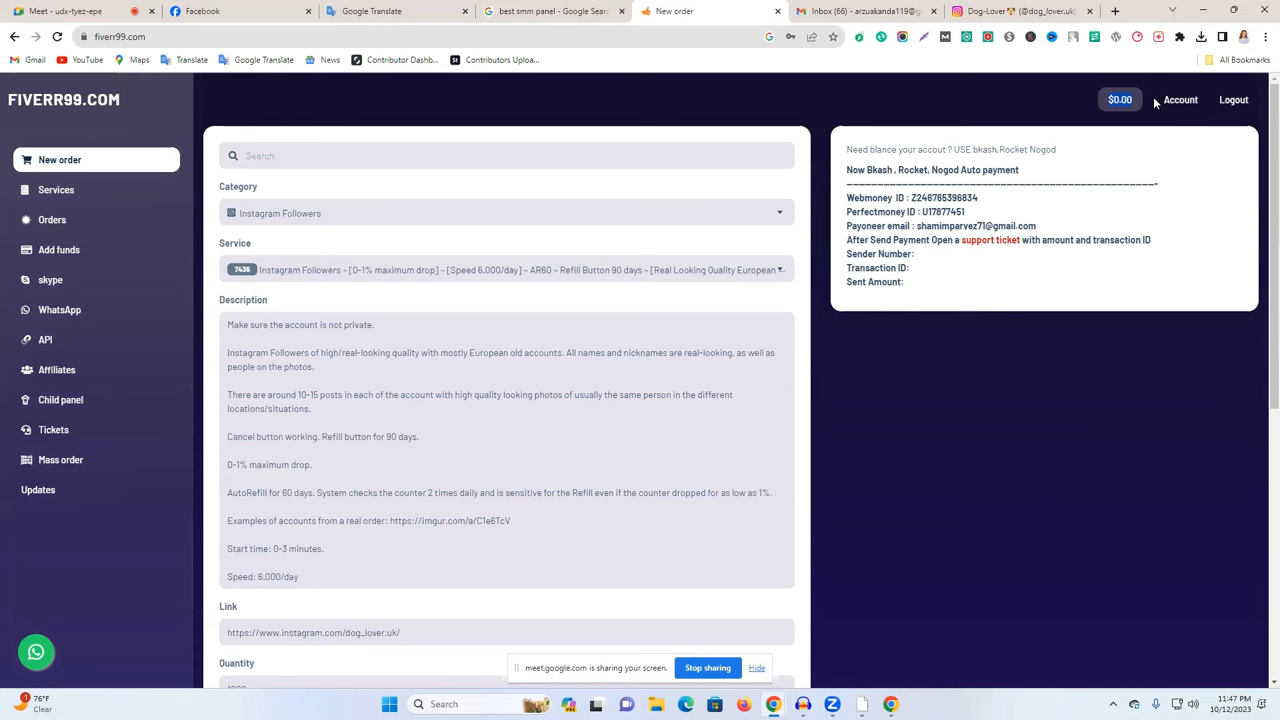 Meet - udx-tyez-epe
Facebook
Google Translate
best smm panel - Google Sear
New order
Inbox (66) - arzuakanda119@g
Dog-Lover🐶 (@dog_lover.uk)
fiverr99.com
Gmail
YouTube
Maps
Translate
Google Translate
News
Contributor Dashb...
Contributors Uploa...
All Bookmarks
FIVERR99.COM
$0.00
Account
Logout
New order
Services
Orders
Add funds
skype
WhatsApp
API
Affiliates
Child panel
Tickets
Mass order
Updates
Search
Category
Instagram Followers
Service
7436 Instagram Followers ~ [0-1% maximum drop] ~ [Speed 6.000/day] ~ AR60 ~ Refill Button 90 days ~ [Real Looking Quality European
Description
Make sure the account is not private.
Instagram Followers of high/real-looking quality with mostly European old accounts. All names and nicknames are real-looking, as well as
people on the photos.
There are around 10-15 posts in each of the account with high quality looking photos of usually the same person in the different
locations/situations.
Cancel button working. Refill button for 90 days.
0-1% maximum drop.
AutoRefill for 60 days. System checks the counter 2 times daily and is sensitive for the Refill even if the counter dropped for as low as 1%.
Examples of accounts from a real order: https://imgur.com/a/C1e6TcV
Start time: 0-3 minutes.
Speed: 6.000/day
Link
https://www.instagram.com/dog_lover.uk/
Quantity
Need blance your accout ? USE bkash,Rocket Nogod
Now Bkash , Rocket, Nogod Auto payment
Webmoney ID : Z246765396834
Perfectmoney ID : U17877451
Payoneer email : shamimparvez71@gmail.com
After Send Payment Open a support ticket with amount and transaction ID
Sender Number:
Transaction ID:
Sent Amount:
meet.google.com is sharing your screen.
Stop sharing
Hide
76°F
Clear
Search
11:47 PM
10/12/2023